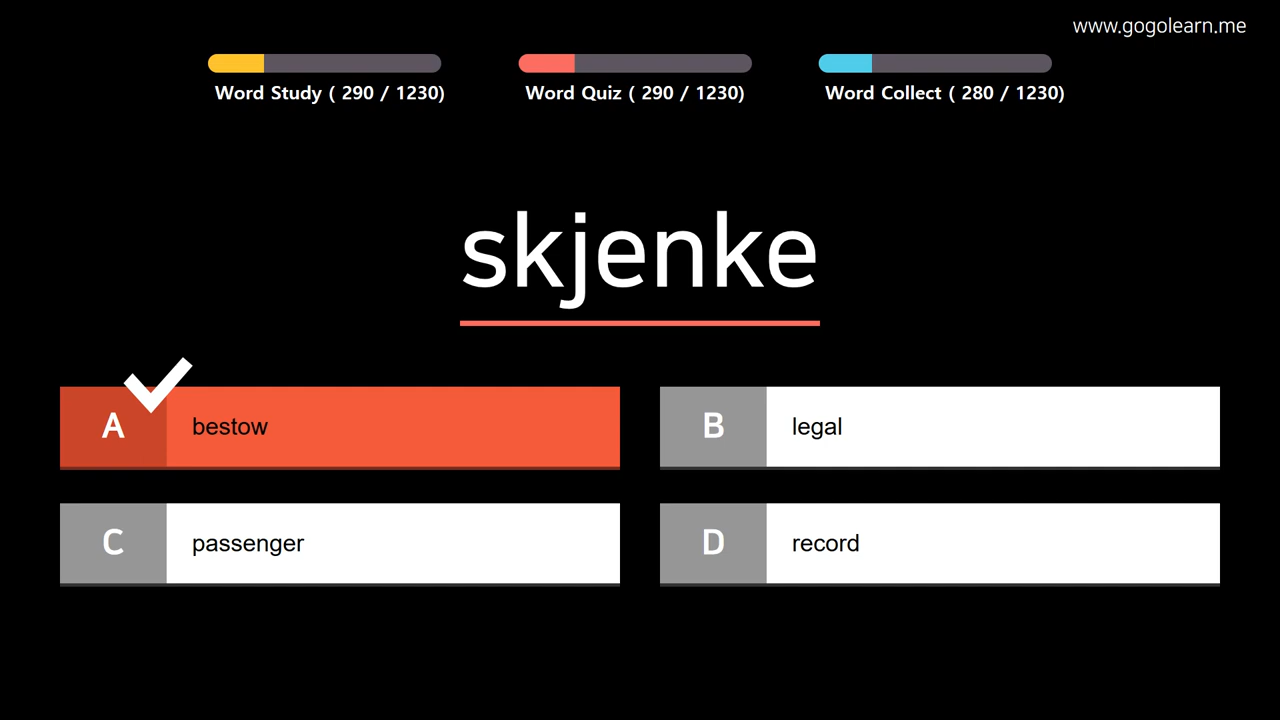 www.gogolearn.me
Word Study ( 290 / 1230)
Word Quiz ( 290 / 1230)
Word Collect ( 280 / 1230)
skjenke
A bestow
B legal
C passenger
D record